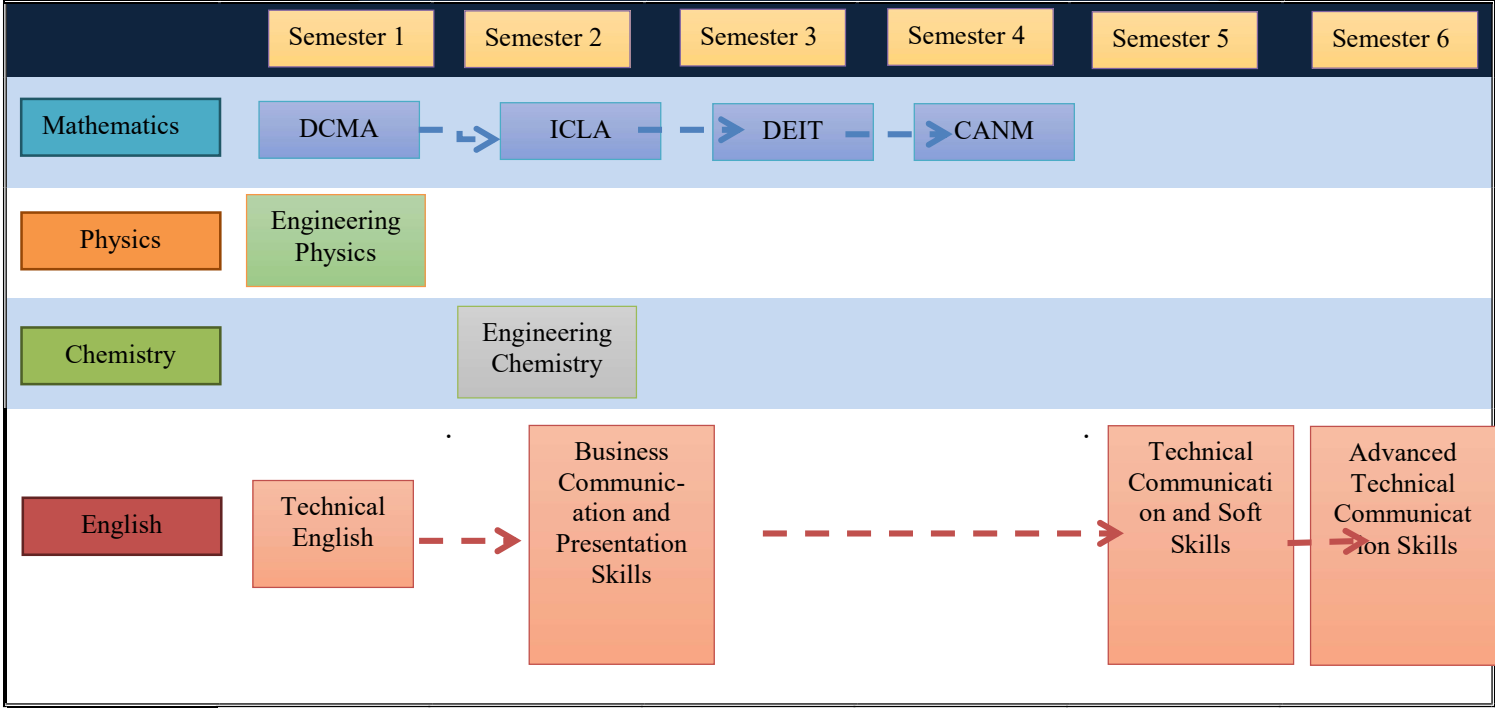 Semester 1
Semester 2
Semester 3
Semester 4
Semester 5
Semester 6
Mathematics
DCMA
ICLA
DEIT
CANM
Physics
Engineering
Physics
Chemistry
Engineering
Chemistry
English
Technical
English
Business
Communic-
ation and
Presentation
Skills
Technical
Communicati
on and Soft
Skills
Advanced
Technical
Communicat
ion Skills